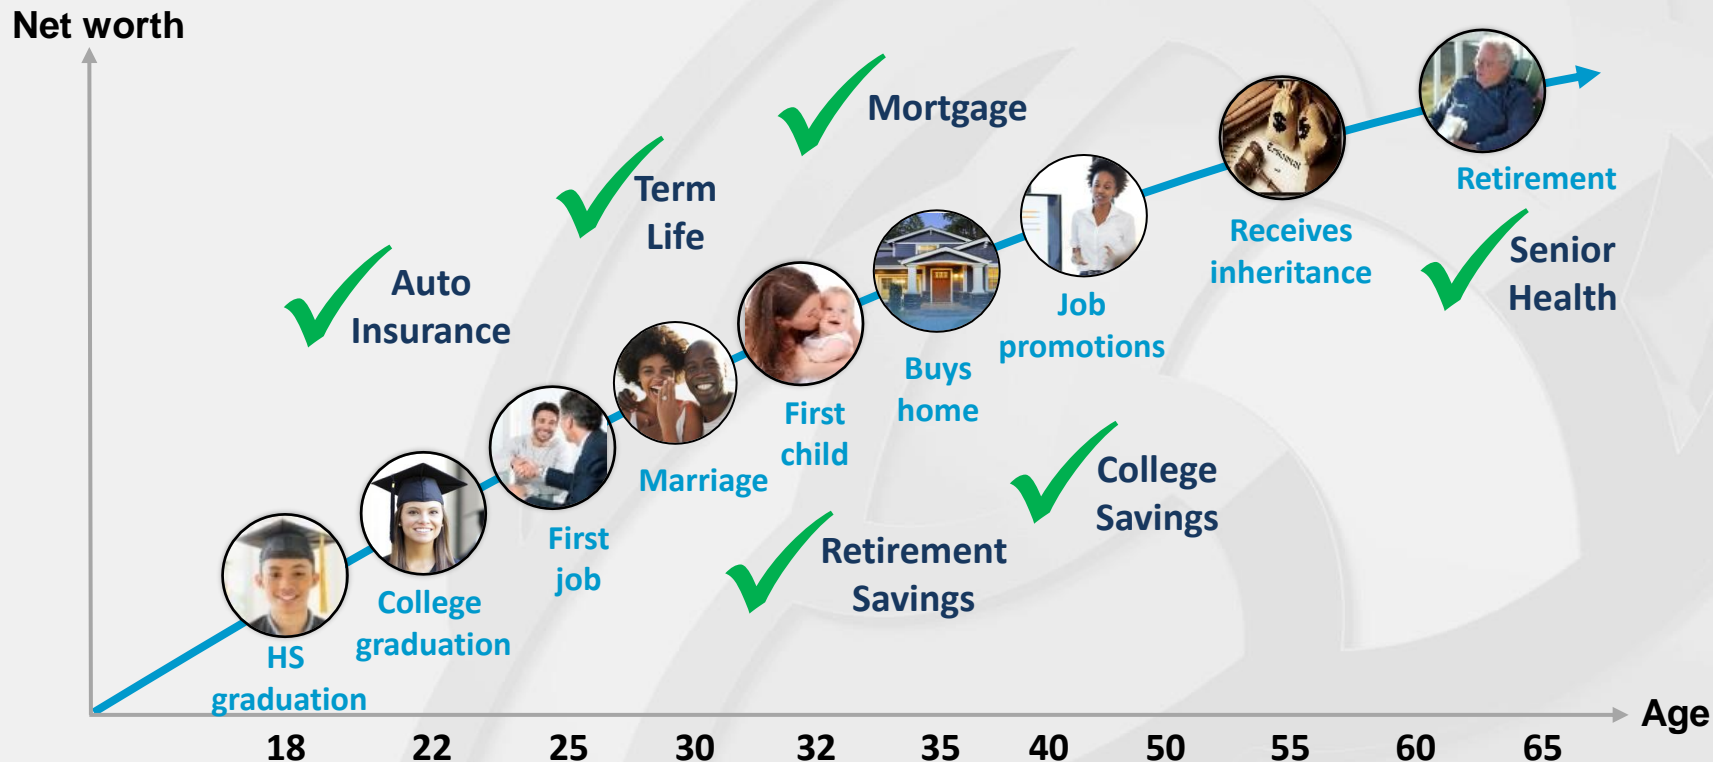 Net worth
Mortgage
Term
Life
Retirement
Receives
inheritance
Senior
Health
Auto
Insurance
Job
promotions
Buys
home
First
child
Marriage
College
Savings
First
job
Retirement
Savings
College
graduation
HS
graduation
Age
18 22 25 30 32 35 40 50 55 60 65